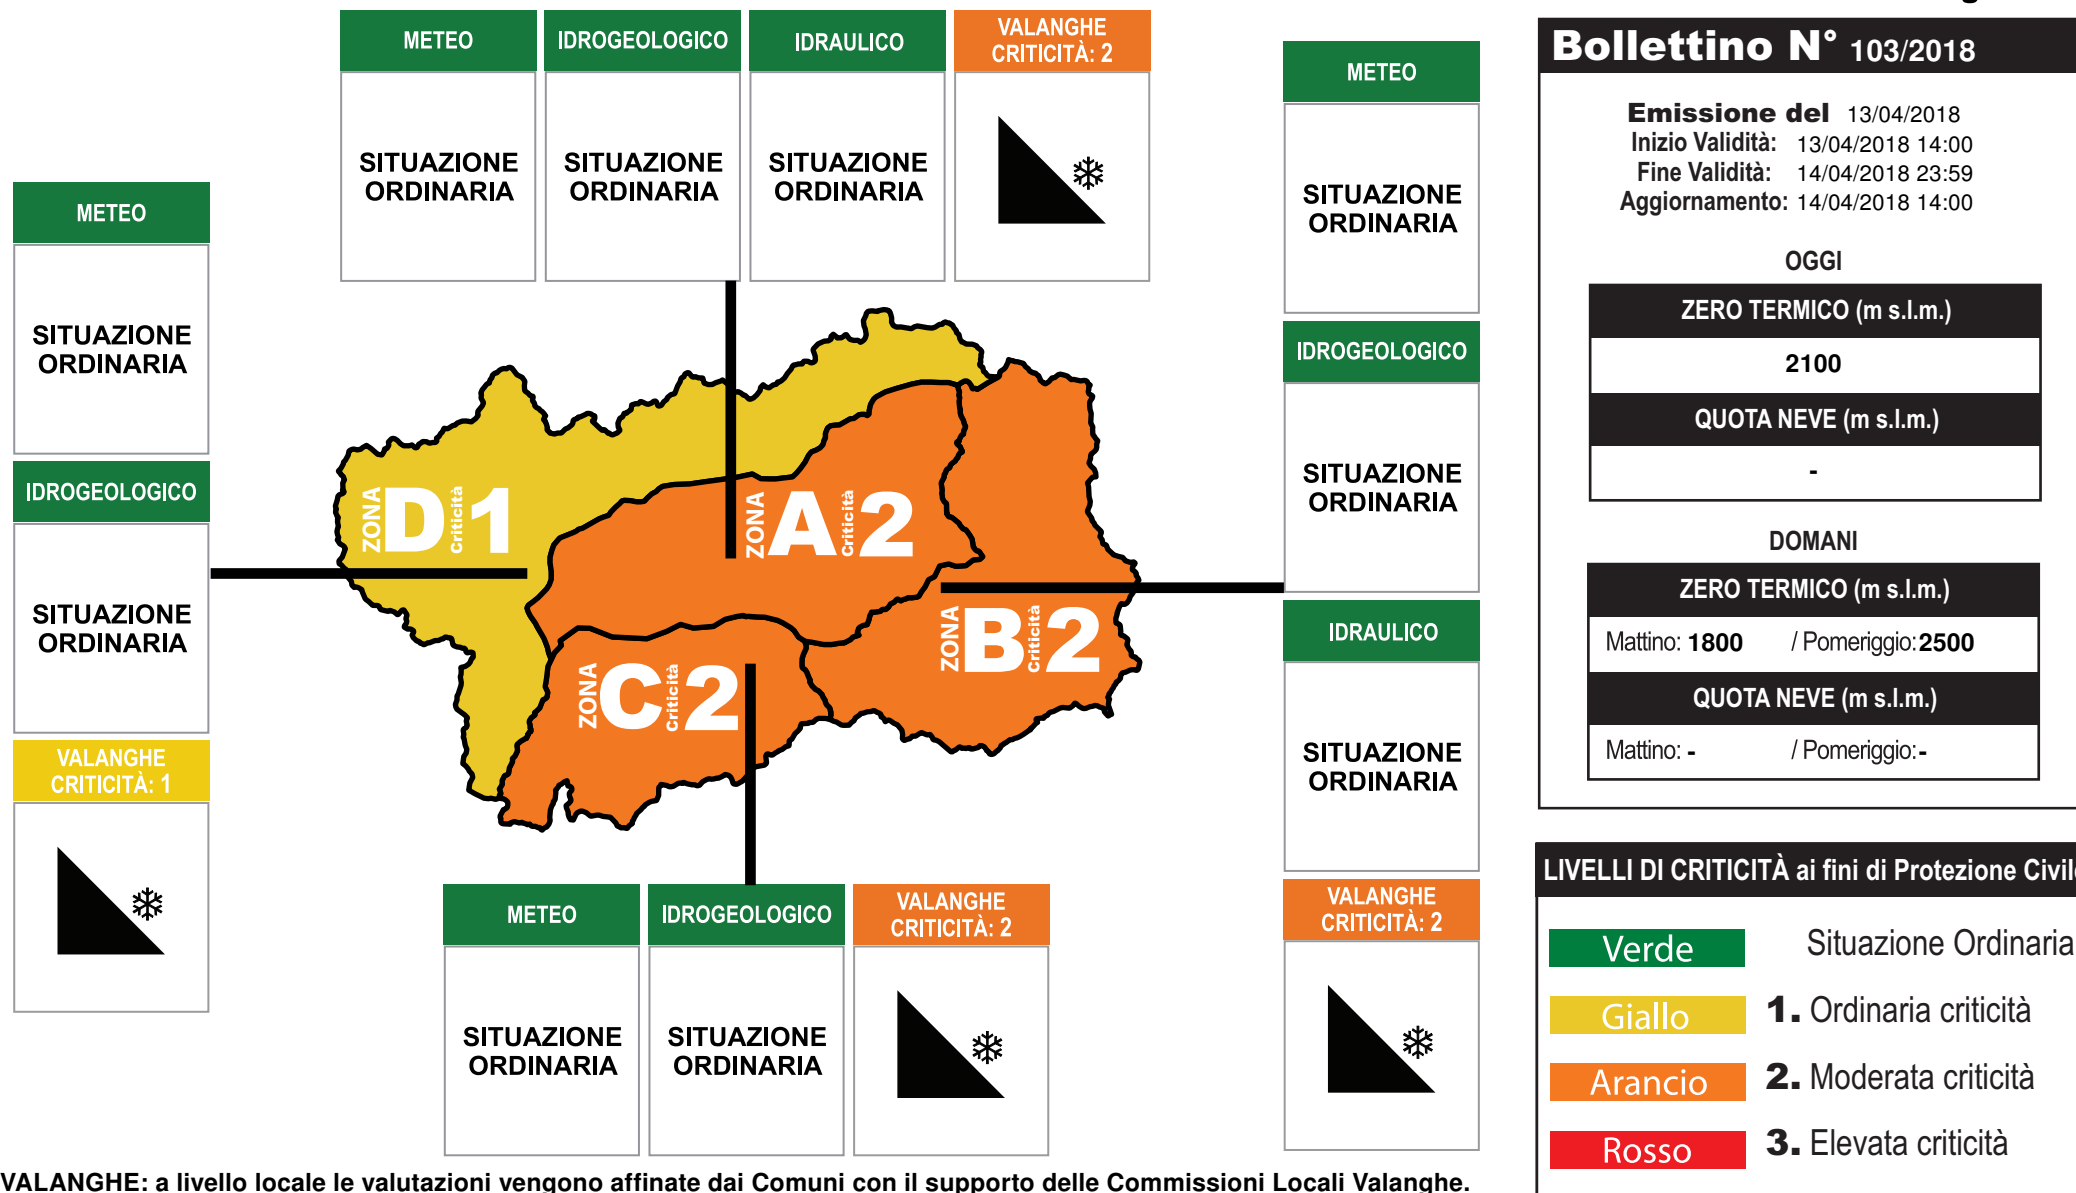 METEO
IDROGEOLOGICO
IDRAULICO
VALANGHE
CRITICITÀ: 2
SITUAZIONE
ORDINARIA
SITUAZIONE
ORDINARIA
SITUAZIONE
ORDINARIA
METEO
SITUAZIONE
ORDINARIA
IDROGEOLOGICO
SITUAZIONE
ORDINARIA
VALANGHE
CRITICITÀ: 1
ZONA D Criticità 1
ZONA A Criticità 2
ZONA B Criticità 2
ZONA C Criticità 2
METEO
SITUAZIONE
ORDINARIA
IDROGEOLOGICO
SITUAZIONE
ORDINARIA
IDRAULICO
SITUAZIONE
ORDINARIA
VALANGHE
CRITICITÀ: 2
METEO
IDROGEOLOGICO
VALANGHE
CRITICITÀ: 2
SITUAZIONE
ORDINARIA
SITUAZIONE
ORDINARIA
Bollettino N° 103/2018
Emissione del 13/04/2018
Inizio Validità: 13/04/2018 14:00
Fine Validità: 14/04/2018 23:59
Aggiornamento: 14/04/2018 14:00
OGGI
ZERO TERMICO (m s.l.m.)
2100
QUOTA NEVE (m s.l.m.)
-
DOMANI
ZERO TERMICO (m s.l.m.)
Mattino: 1800 / Pomeriggio: 2500
QUOTA NEVE (m s.l.m.)
Mattino: - / Pomeriggio: -
LIVELLI DI CRITICITÀ ai fini di Protezione Civile
Verde Situazione Ordinaria
Giallo 1. Ordinaria criticità
Arancio 2. Moderata criticità
Rosso 3. Elevata criticità
VALANGHE: a livello locale le valutazioni vengono affinate dai Comuni con il supporto delle Commissioni Locali Valanghe.